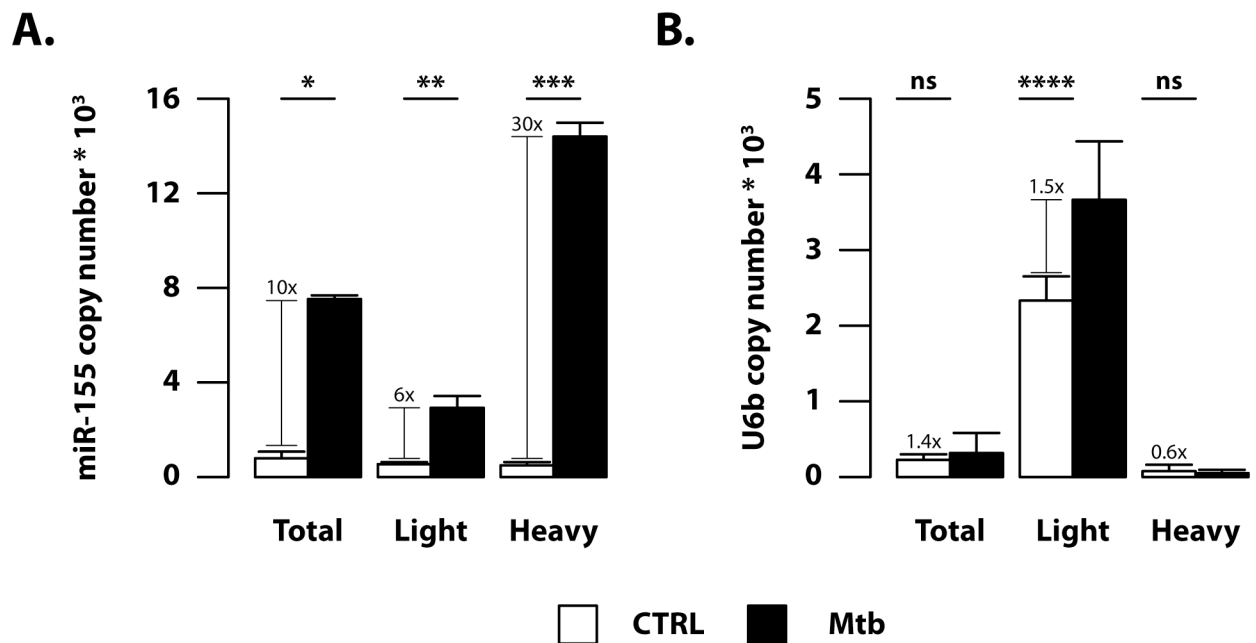 A.
miR-155 copy number * 10³
16
12
8
4
0
*
**
***
10x
6x
30x
Total
Light
Heavy
B.
U6b copy number * 10³
5
4
3
2
1
0
ns
****
ns
1.4x
1.5x
0.6x
Total
Light
Heavy
CTRL
Mtb